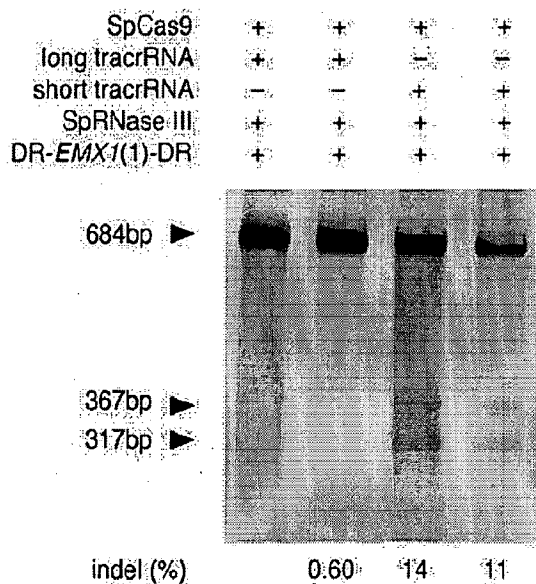 SpCas9 + + + +
long tracrRNA + + − −
short tracrRNA − − + +
SpRNase III + + + +
DR-EMX1(1)-DR + + + +
684bp
367bp
317bp
indel (%) 0.60 14 11